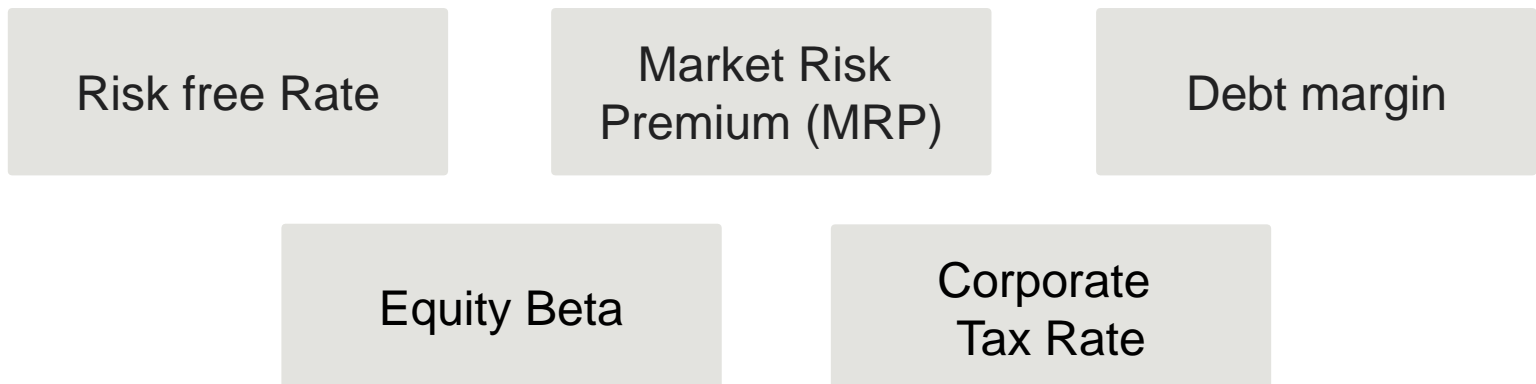 Risk free Rate
Market Risk
Premium (MRP)
Debt margin
Equity Beta
Corporate
Tax Rate